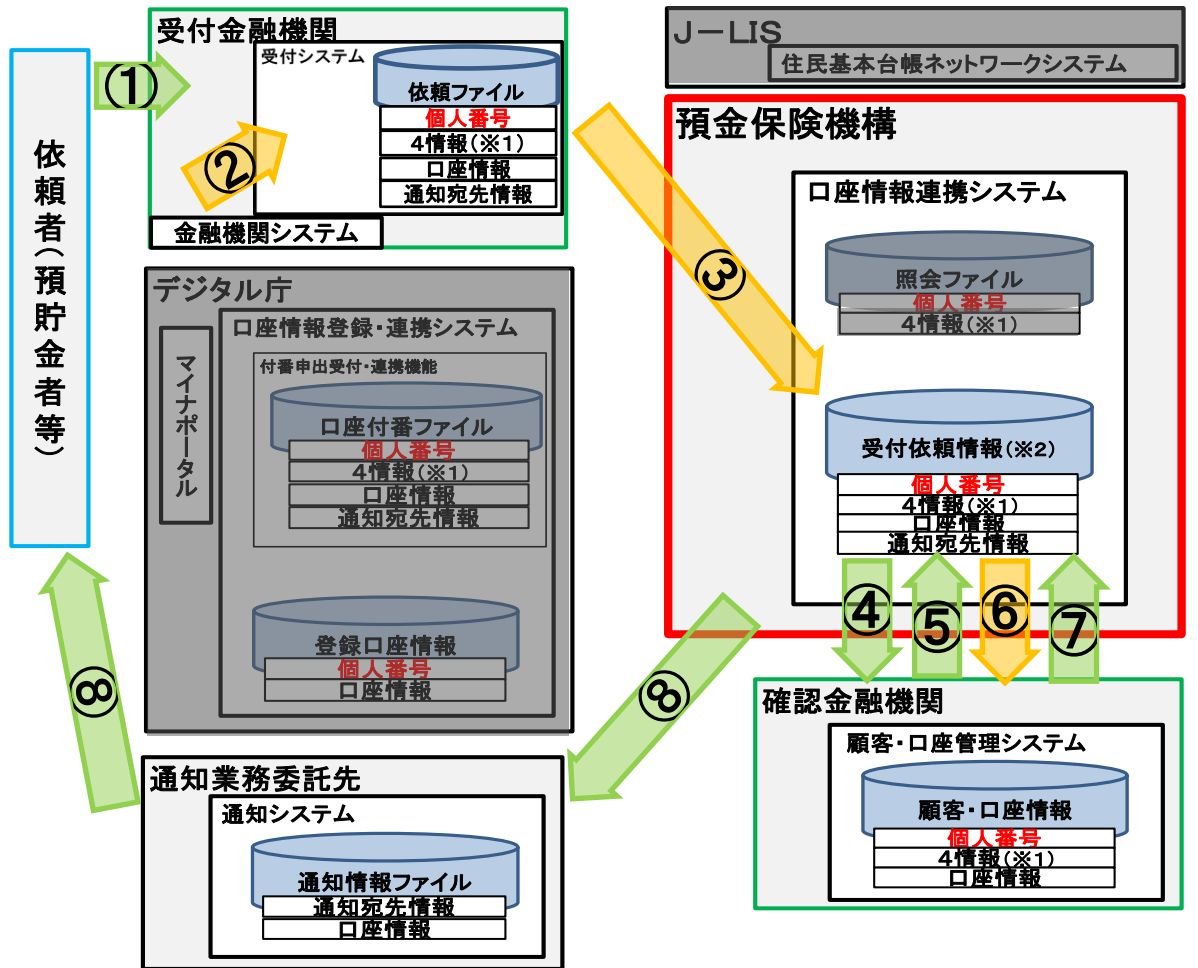 依頼者(預貯金者等)
①
受付金融機関
受付システム
依頼ファイル
個人番号
4情報(※1)
口座情報
通知宛先情報
②
金融機関システム
J－LIS
住民基本台帳ネットワークシステム
預金保険機構
口座情報連携システム
照会ファイル
個人番号
4情報(※1)
③
受付依頼情報(※2)
個人番号
4情報(※1)
口座情報
通知宛先情報
デジタル庁
マイナポータル
口座情報登録・連携システム
付番申出受付・連携機能
口座付番ファイル
個人番号
4情報(※1)
口座情報
通知宛先情報
登録口座情報
個人番号
口座情報
④
⑤
⑥
⑦
⑧
⑧
確認金融機関
顧客・口座管理システム
顧客・口座情報
個人番号
4情報(※1)
口座情報
通知業務委託先
通知システム
通知情報ファイル
通知宛先情報
口座情報